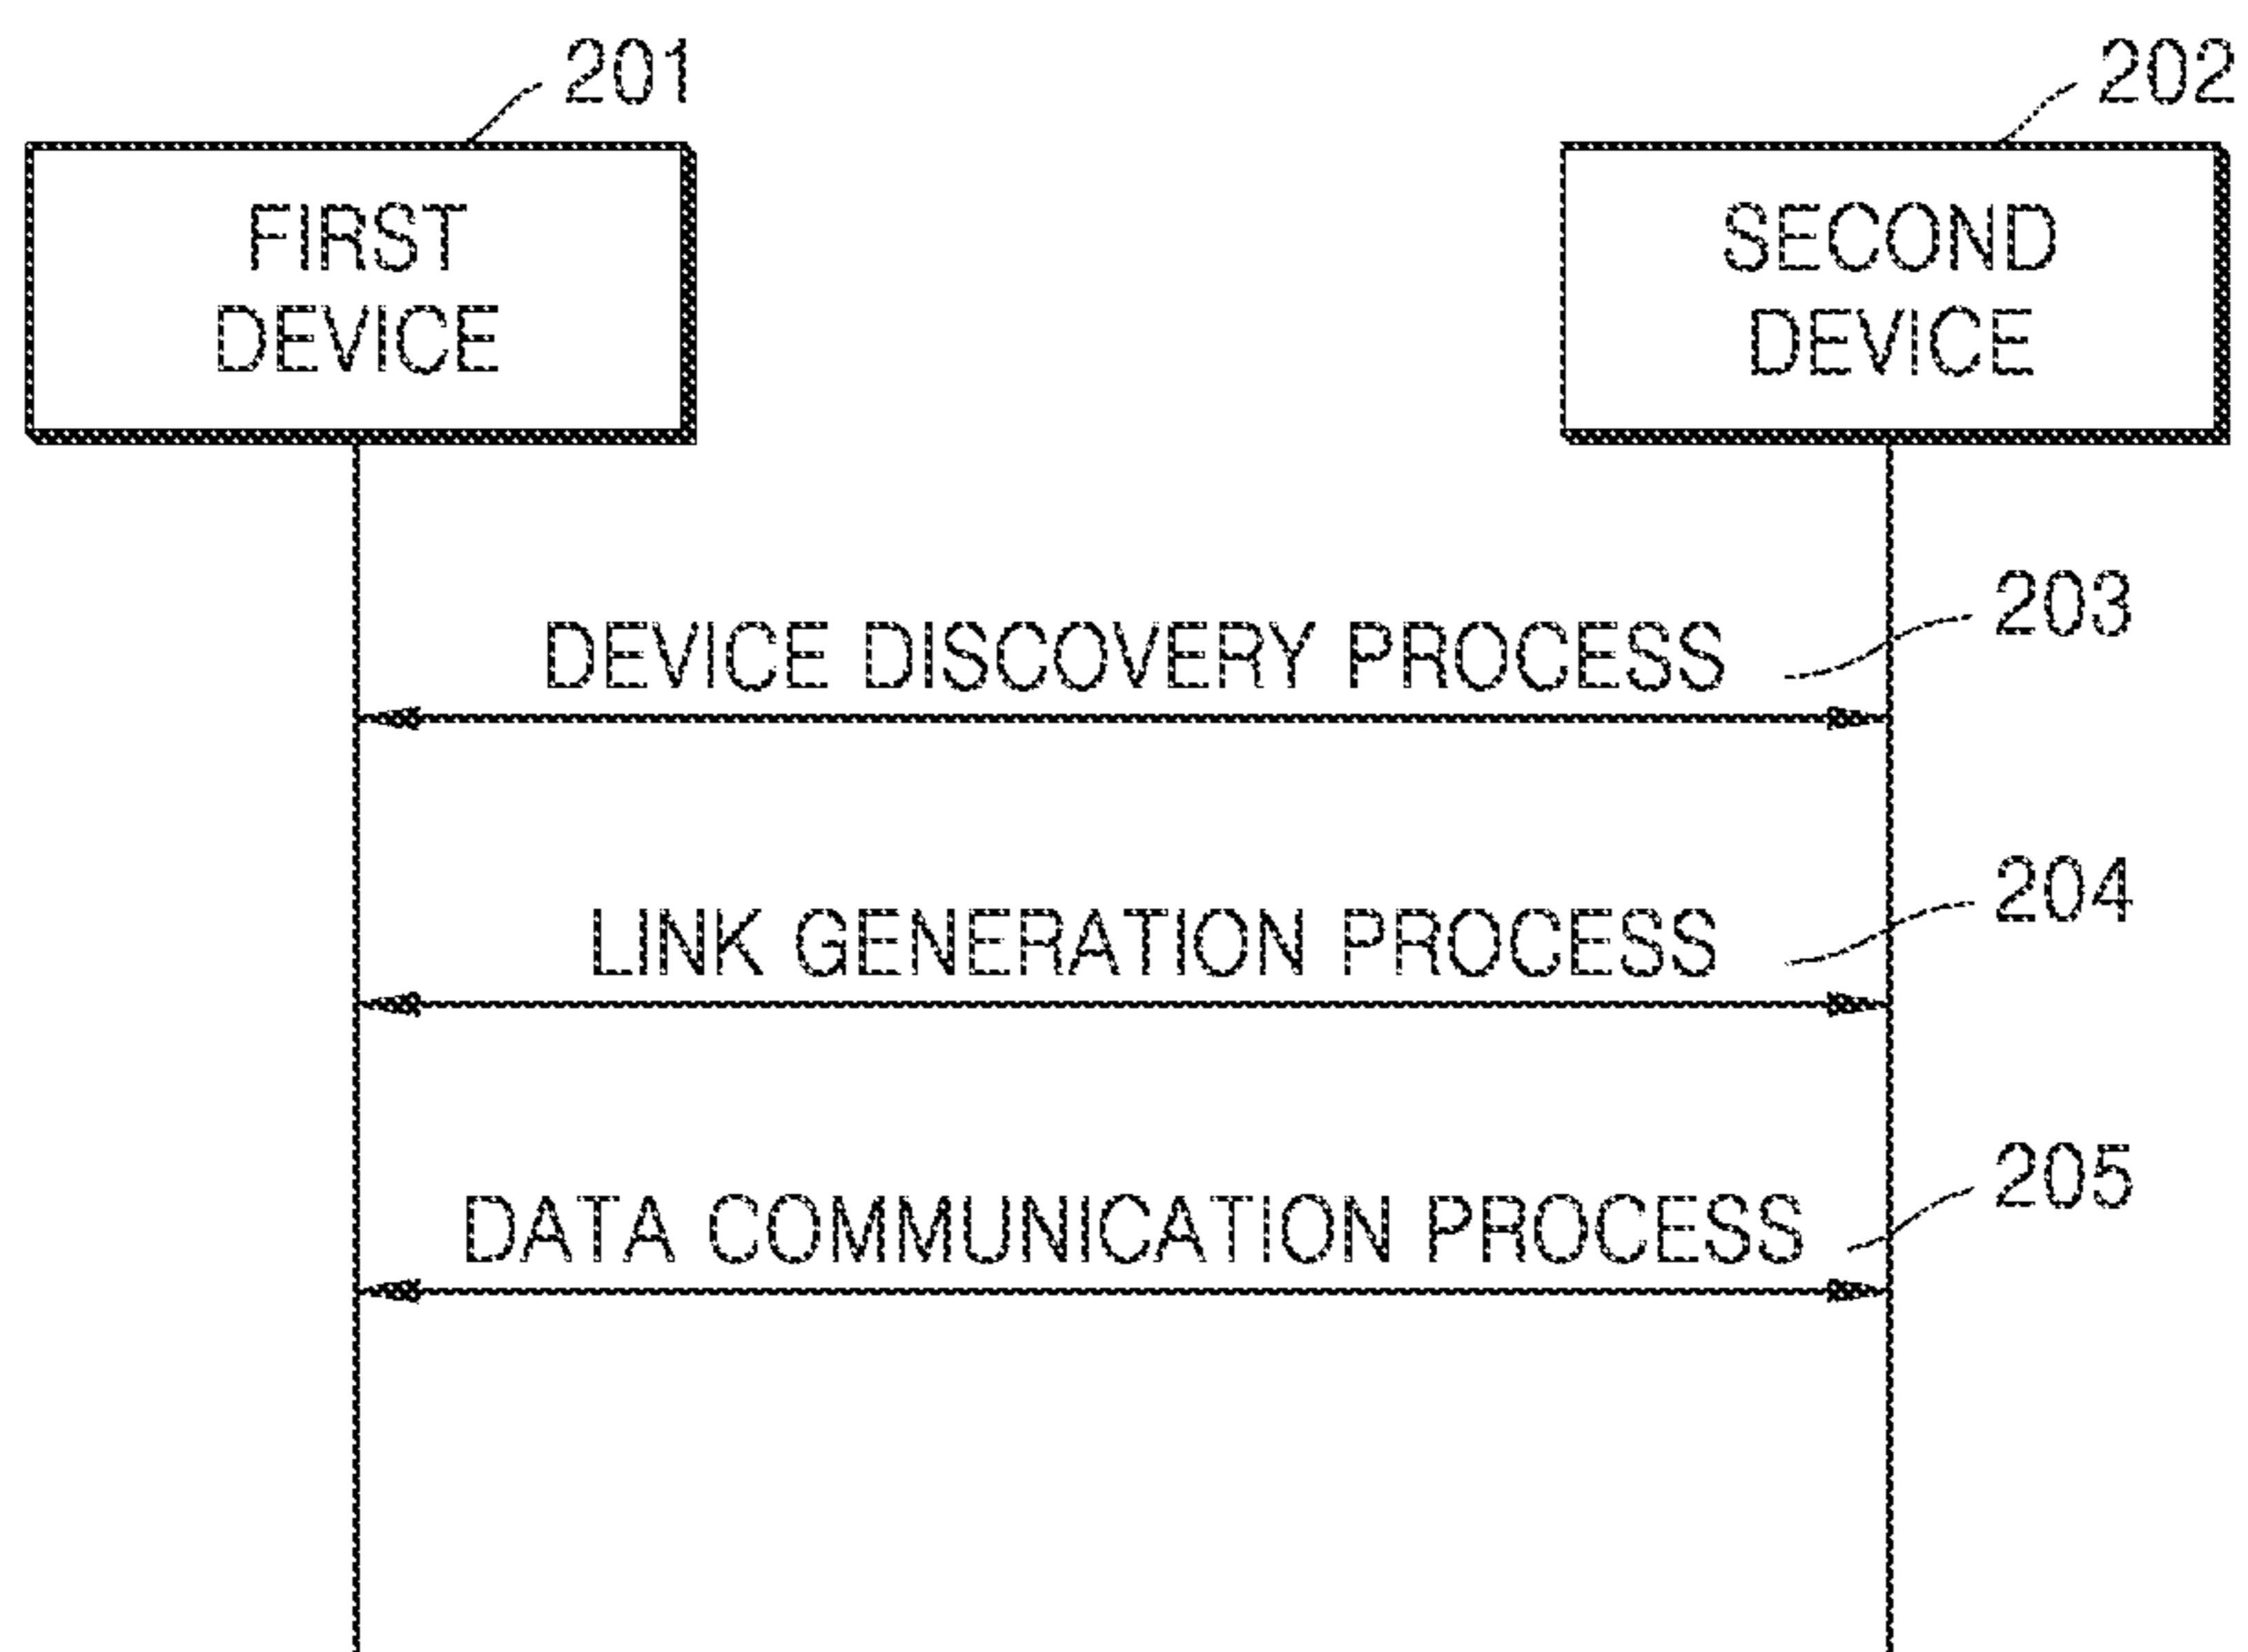 201
202
FIRST
DEVICE
SECOND
DEVICE
203
DEVICE DISCOVERY PROCESS
204
LINK GENERATION PROCESS
205
DATA COMMUNICATION PROCESS